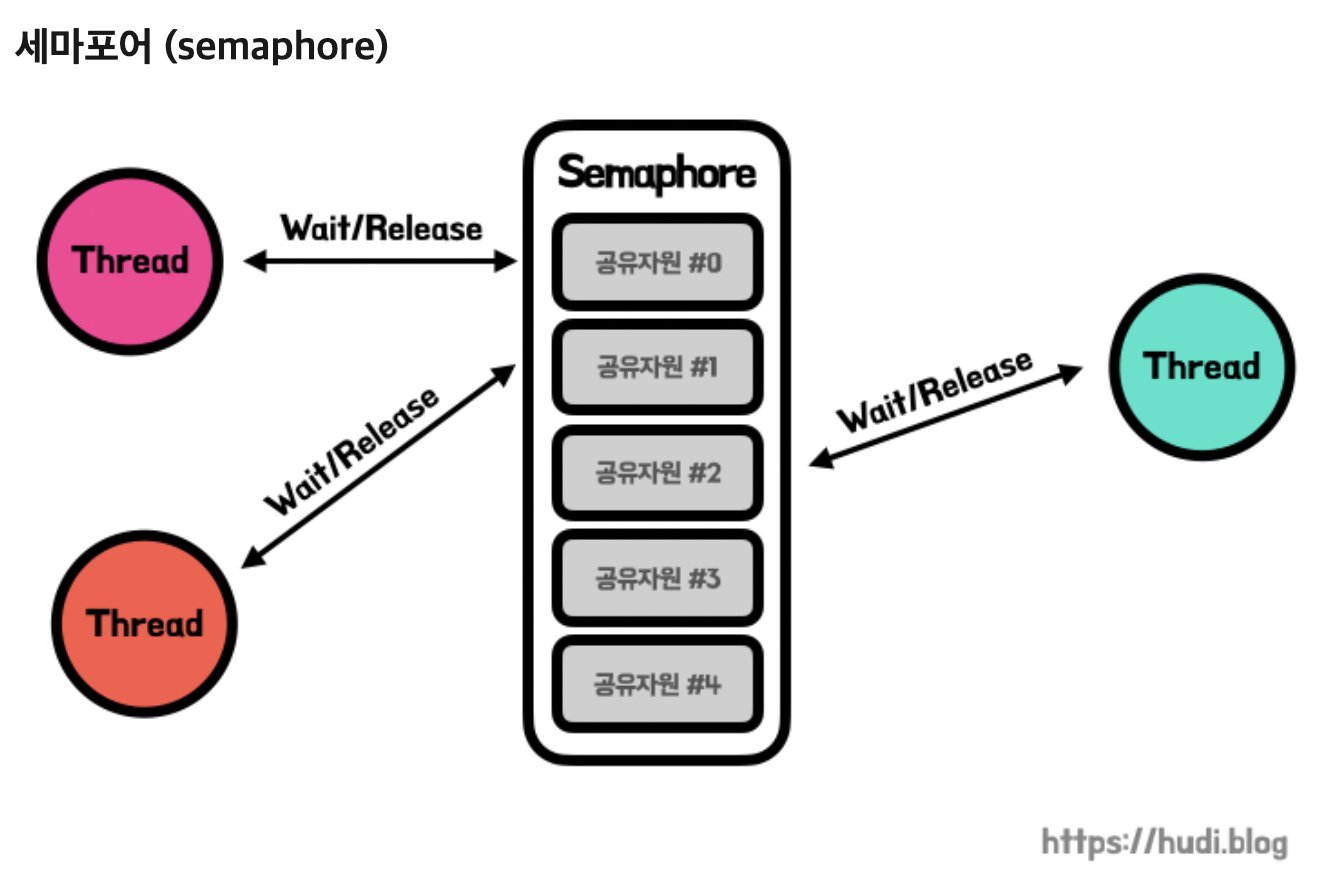 세마포어 (semaphore)
Semaphore
Thread
Wait/Release
공유자원 #0
공유자원 #1
Wait/Release
Thread
Wait/Release
공유자원 #2
공유자원 #3
Thread
공유자원 #4
https://hudi.blog